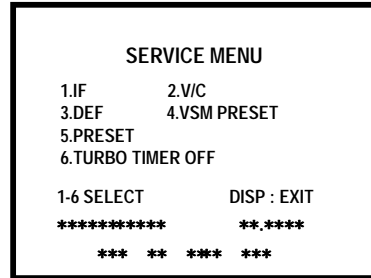 SERVICE MENU
1.IF 2.V/C
3.DEF 4.VSM PRESET
5.PRESET
6.TURBO TIMER OFF
1-6 SELECT DISP : EXIT
*********** **.****
*** ** **** ***